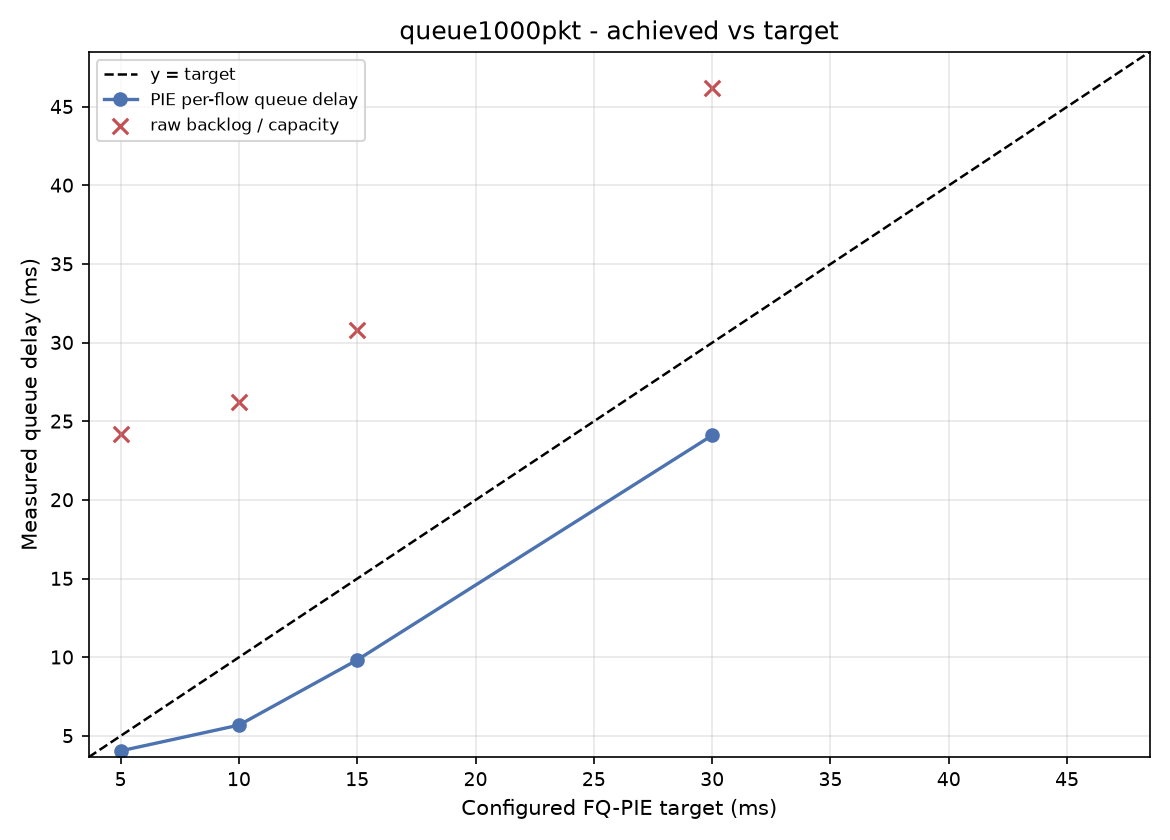 queue1000pkt - achieved vs target
y = target
PIE per-flow queue delay
raw backlog / capacity
Measured queue delay (ms)
45
40
35
30
25
20
15
10
5
5 10 15 20 25 30 35 40 45
Configured FQ-PIE target (ms)